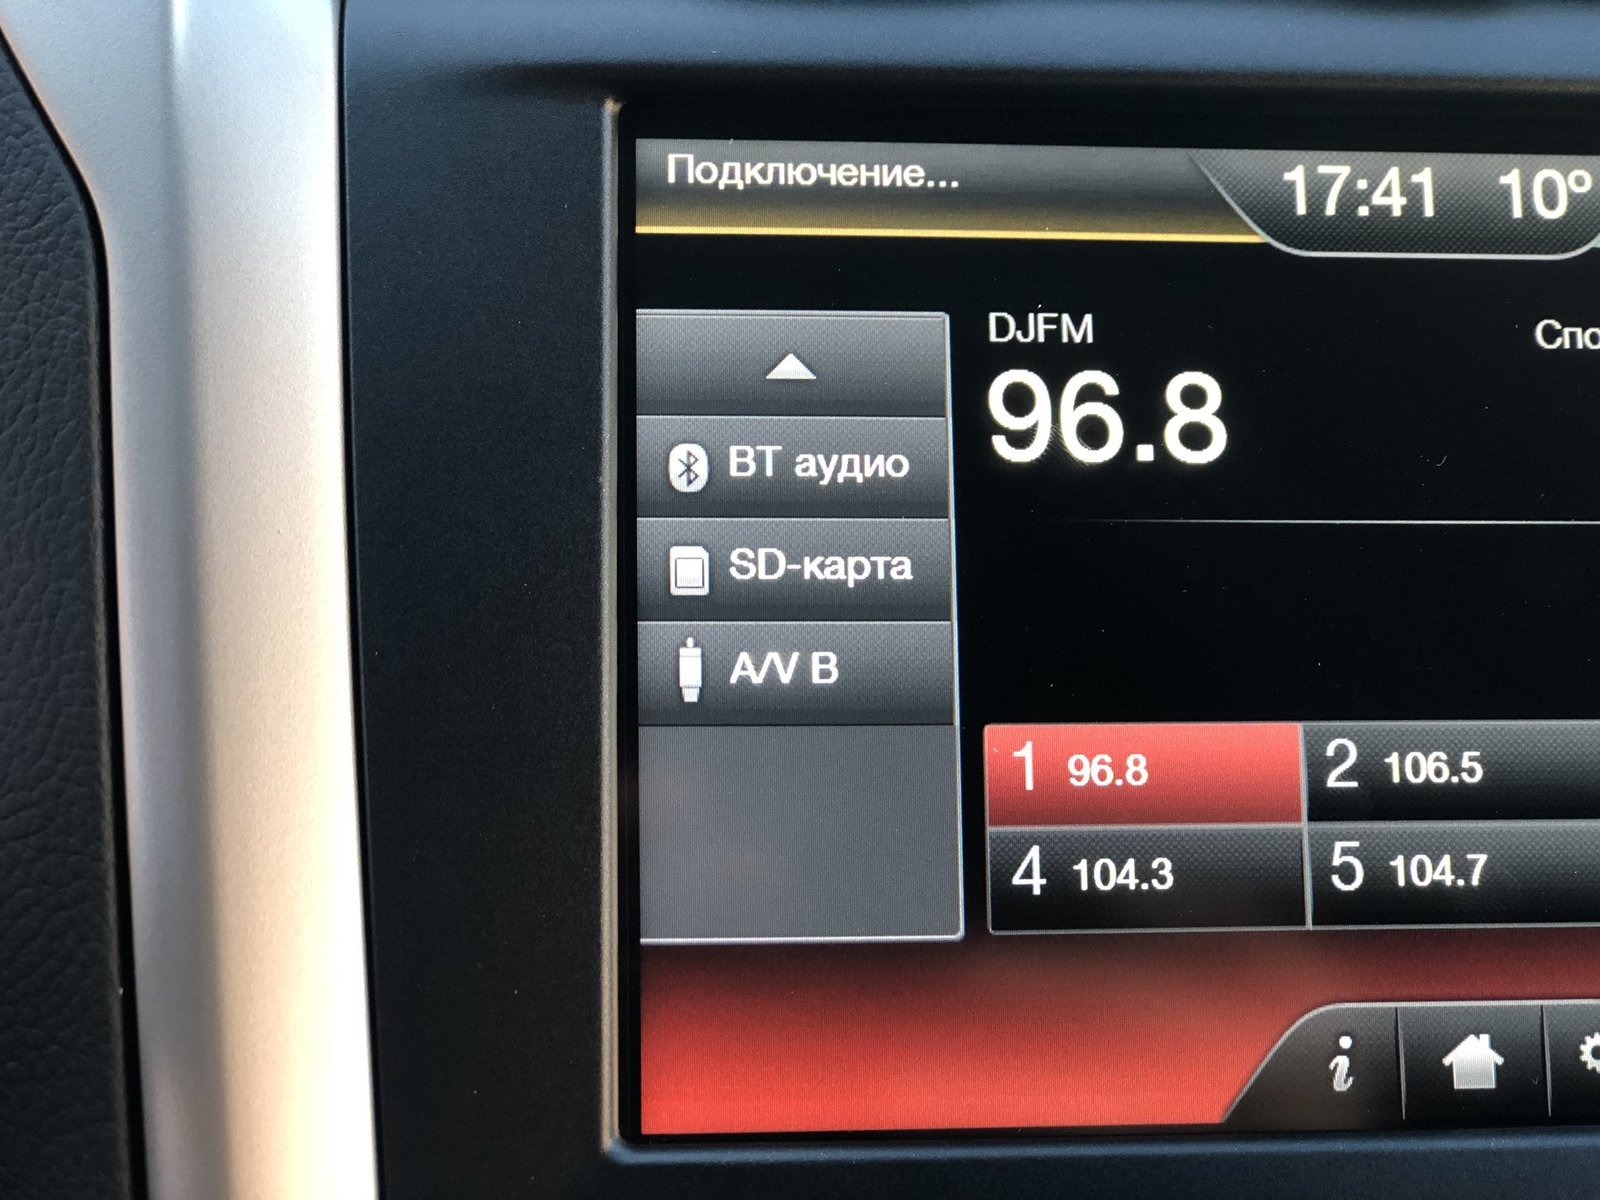 Подключение...
17:41 10°
DJFM
96.8
BT аудио
SD-карта
A/V В
1 96.8
2 106.5
4 104.3
5 104.7
i